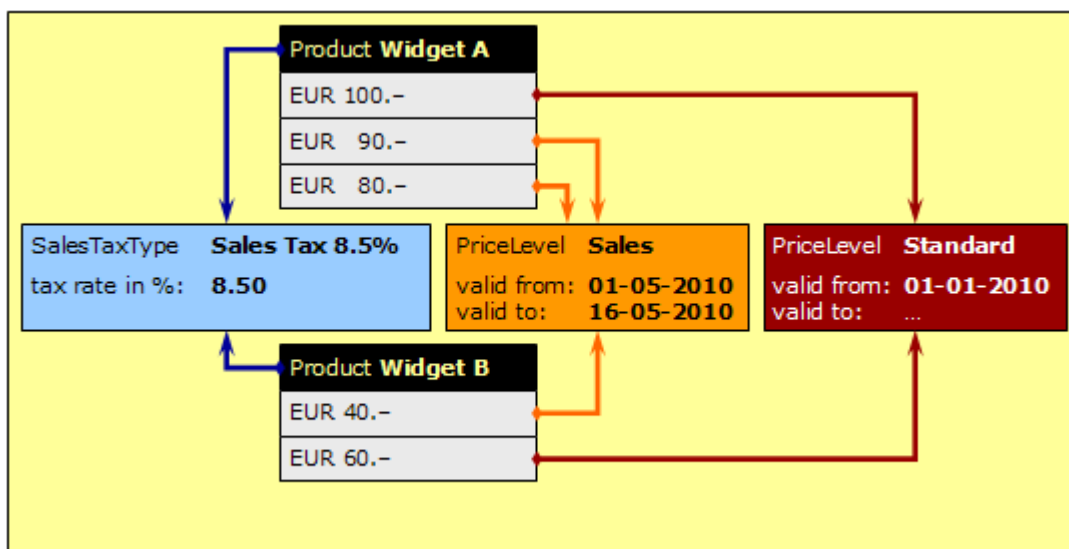 Product Widget A
EUR 100.–
EUR 90.–
EUR 80.–
SalesTaxType Sales Tax 8.5%
tax rate in %: 8.50
PriceLevel Sales
valid from: 01-05-2010
valid to: 16-05-2010
PriceLevel Standard
valid from: 01-01-2010
valid to: ...
Product Widget B
EUR 40.–
EUR 60.–